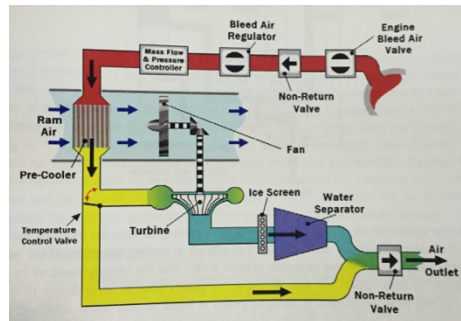 Bleed Air
Regulator
Engine
Bleed Air
Valve
Mass Flow
& Pressure
Controller
Non-Return
Valve
Ram
Air
Fan
Pre-Cooler
Ice Screen
Water
Separator
Temperature
Control Valve
Turbine
Air
Outlet
Non-Return
Valve